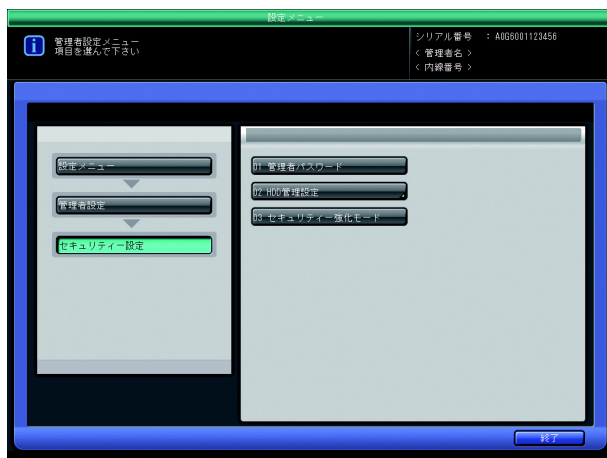 設定メニュー
管理者設定メニュー
項目を選んで下さい
シリアル番号 : A0G6001123456
< 管理者名 >
< 内線番号 >
設定メニュー
管理者設定
セキュリティー設定
01 管理者パスワード
02 HDD管理設定
03 セキュリティー強化モード
終了